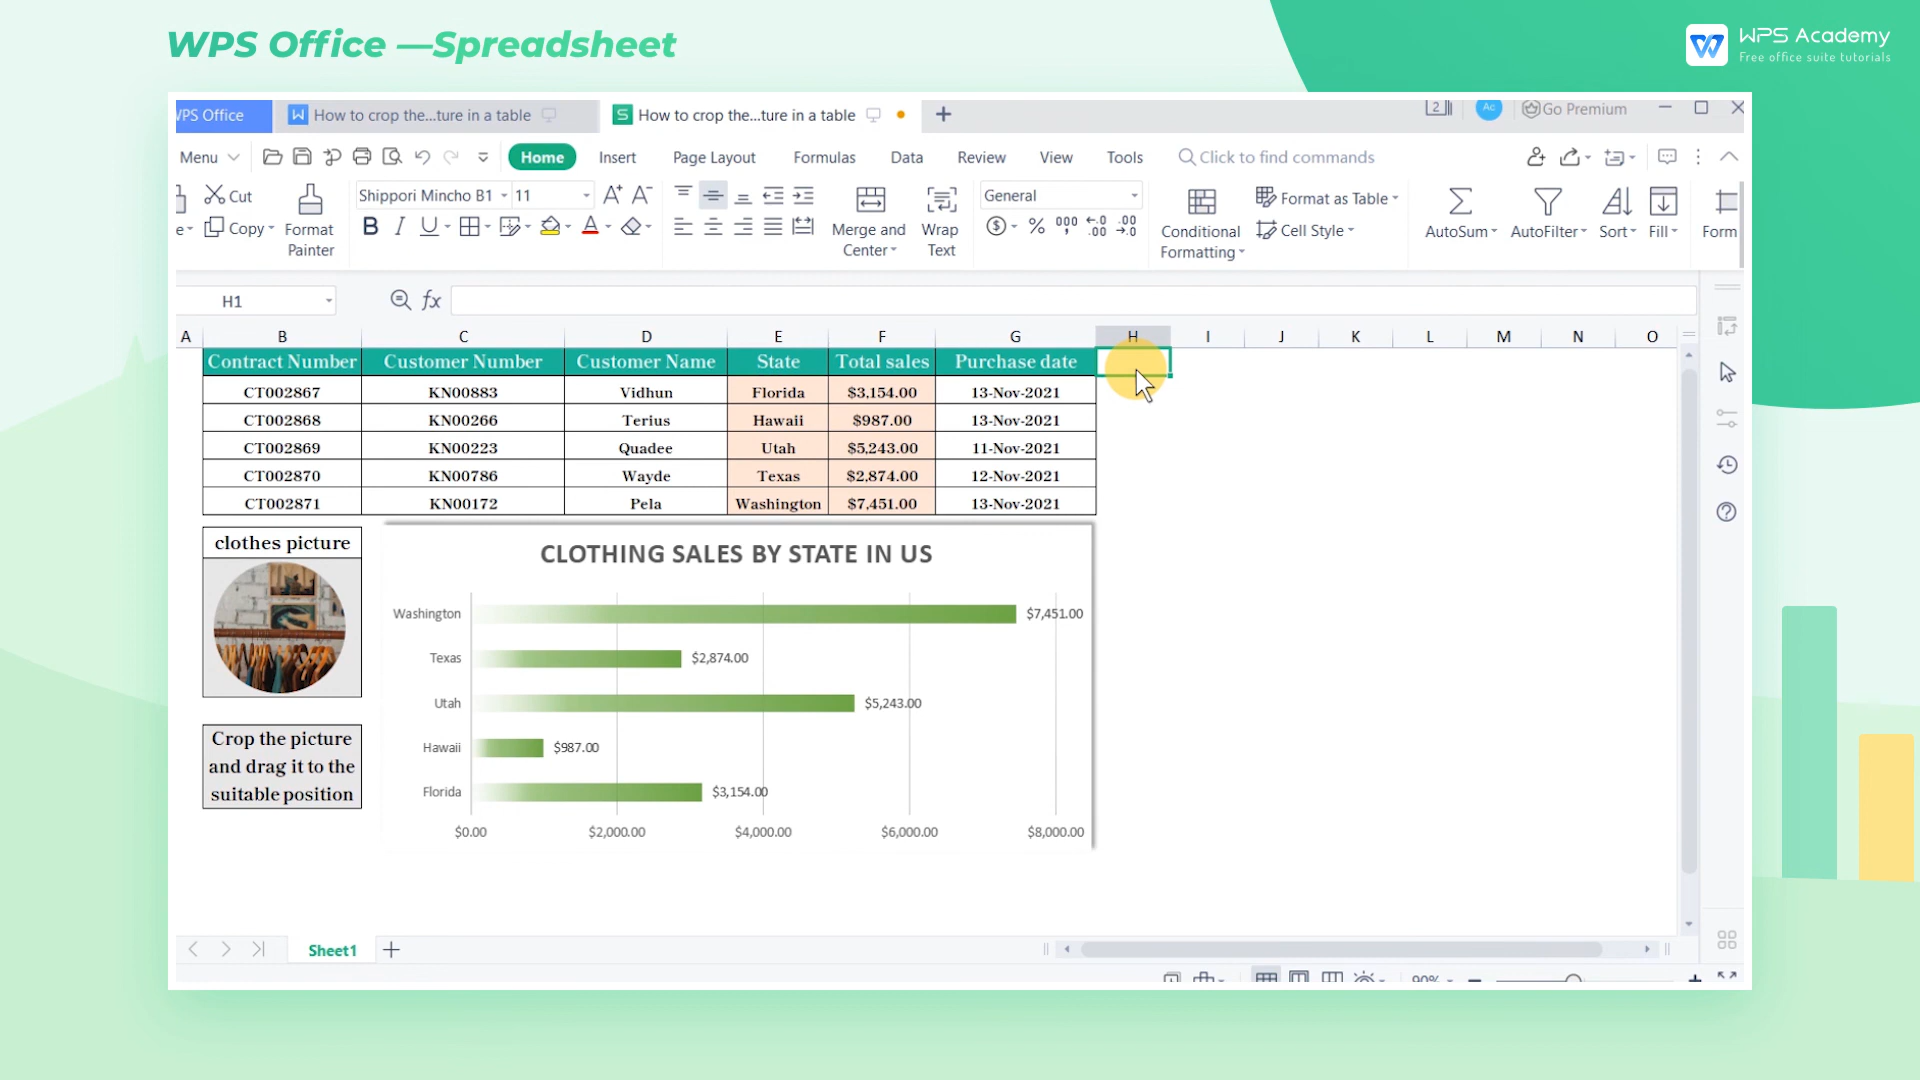 WPS Office —Spreadsheet
WPS Academy
Free office suite tutorials
WPS Office
How to crop the...ture in a table
How to crop the...ture in a table
2
Ac
Go Premium
Menu
Home
Insert
Page Layout
Formulas
Data
Review
View
Tools
Click to find commands
Cut
Copy
Format
Painter
Shippori Mincho B1
11
Merge and
Center
Wrap
Text
General
Conditional
Formatting
Format as Table
Cell Style
AutoSum
AutoFilter
Sort
Fill
Form
H1
fx
A B C D E F G H I J K L M N O
Contract Number Customer Number Customer Name State Total sales Purchase date
CT002867 KN00883 Vidhun Florida $3,154.00 13-Nov-2021
CT002868 KN00266 Terius Hawaii $987.00 13-Nov-2021
CT002869 KN00223 Quadee Utah $5,243.00 11-Nov-2021
CT002870 KN00786 Wayde Texas $2,874.00 12-Nov-2021
CT002871 KN00172 Pela Washington $7,451.00 13-Nov-2021
clothes picture
Crop the picture
and drag it to the
suitable position
CLOTHING SALES BY STATE IN US
Washington $7,451.00
Texas $2,874.00
Utah $5,243.00
Hawaii $987.00
Florida $3,154.00
$0.00 $2,000.00 $4,000.00 $6,000.00 $8,000.00
Sheet1
90%